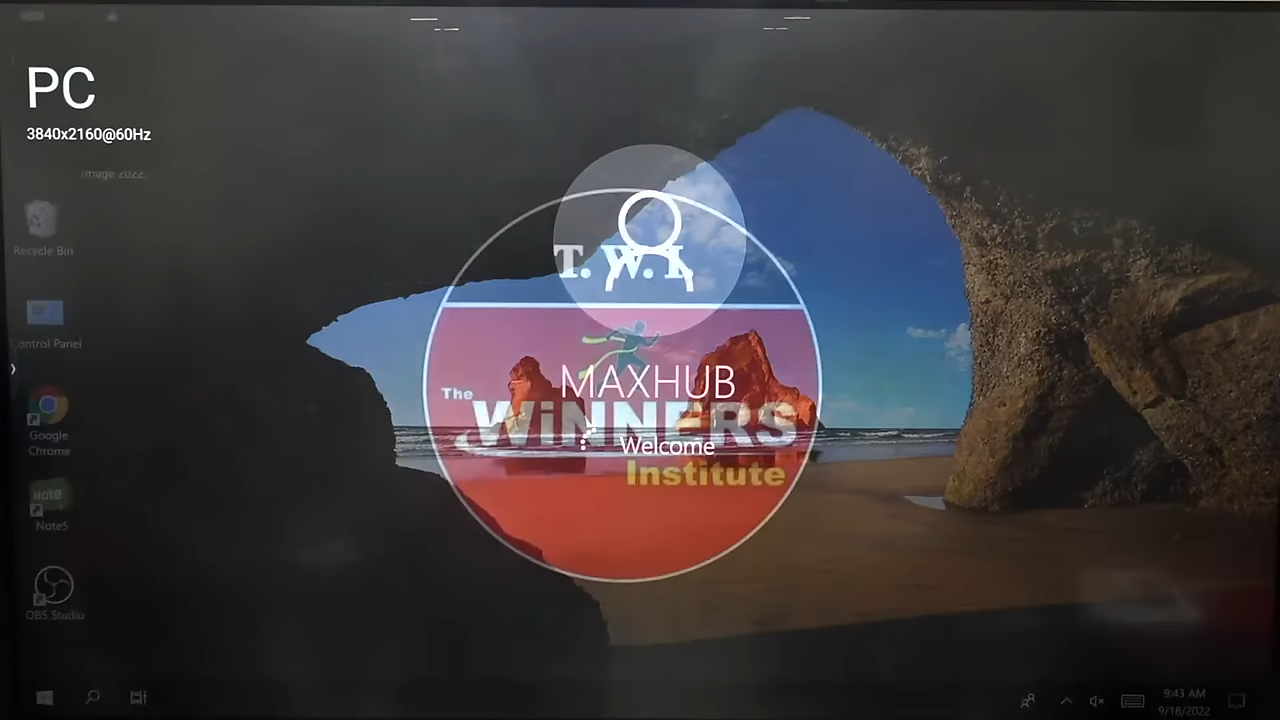 PC
3840x2160@60Hz
image 2022..
Recycle Bin
Control Panel
Google
Chrome
Note
Note5
OBS Studio
T.W.I.
MAXHUB
The
WiNNERS
Welcome
Institute
9:43 AM
9/18/2022